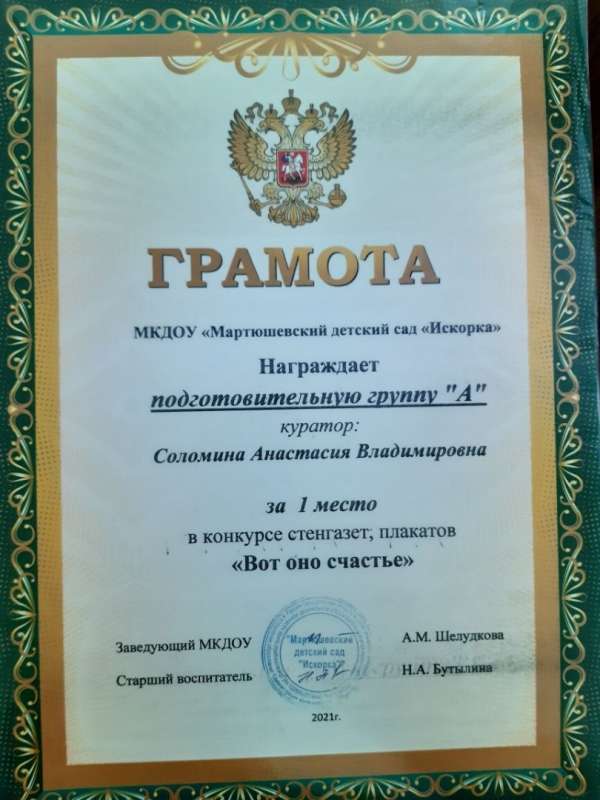 ГРАМОТА
МКДОУ «Мартюшевский детский сад «Искорка»
Награждает
подготовительную группу "А"
куратор:
Соломина Анастасия Владимировна
за 1 место
в конкурсе стенгазет, плакатов
«Вот оно счастье»
Заведующий МКДОУ
А.М. Шелудкова
"Мартюшевский
детский сад
"Искорка"
Старший воспитатель
Н.А. Бутылина
2021г.